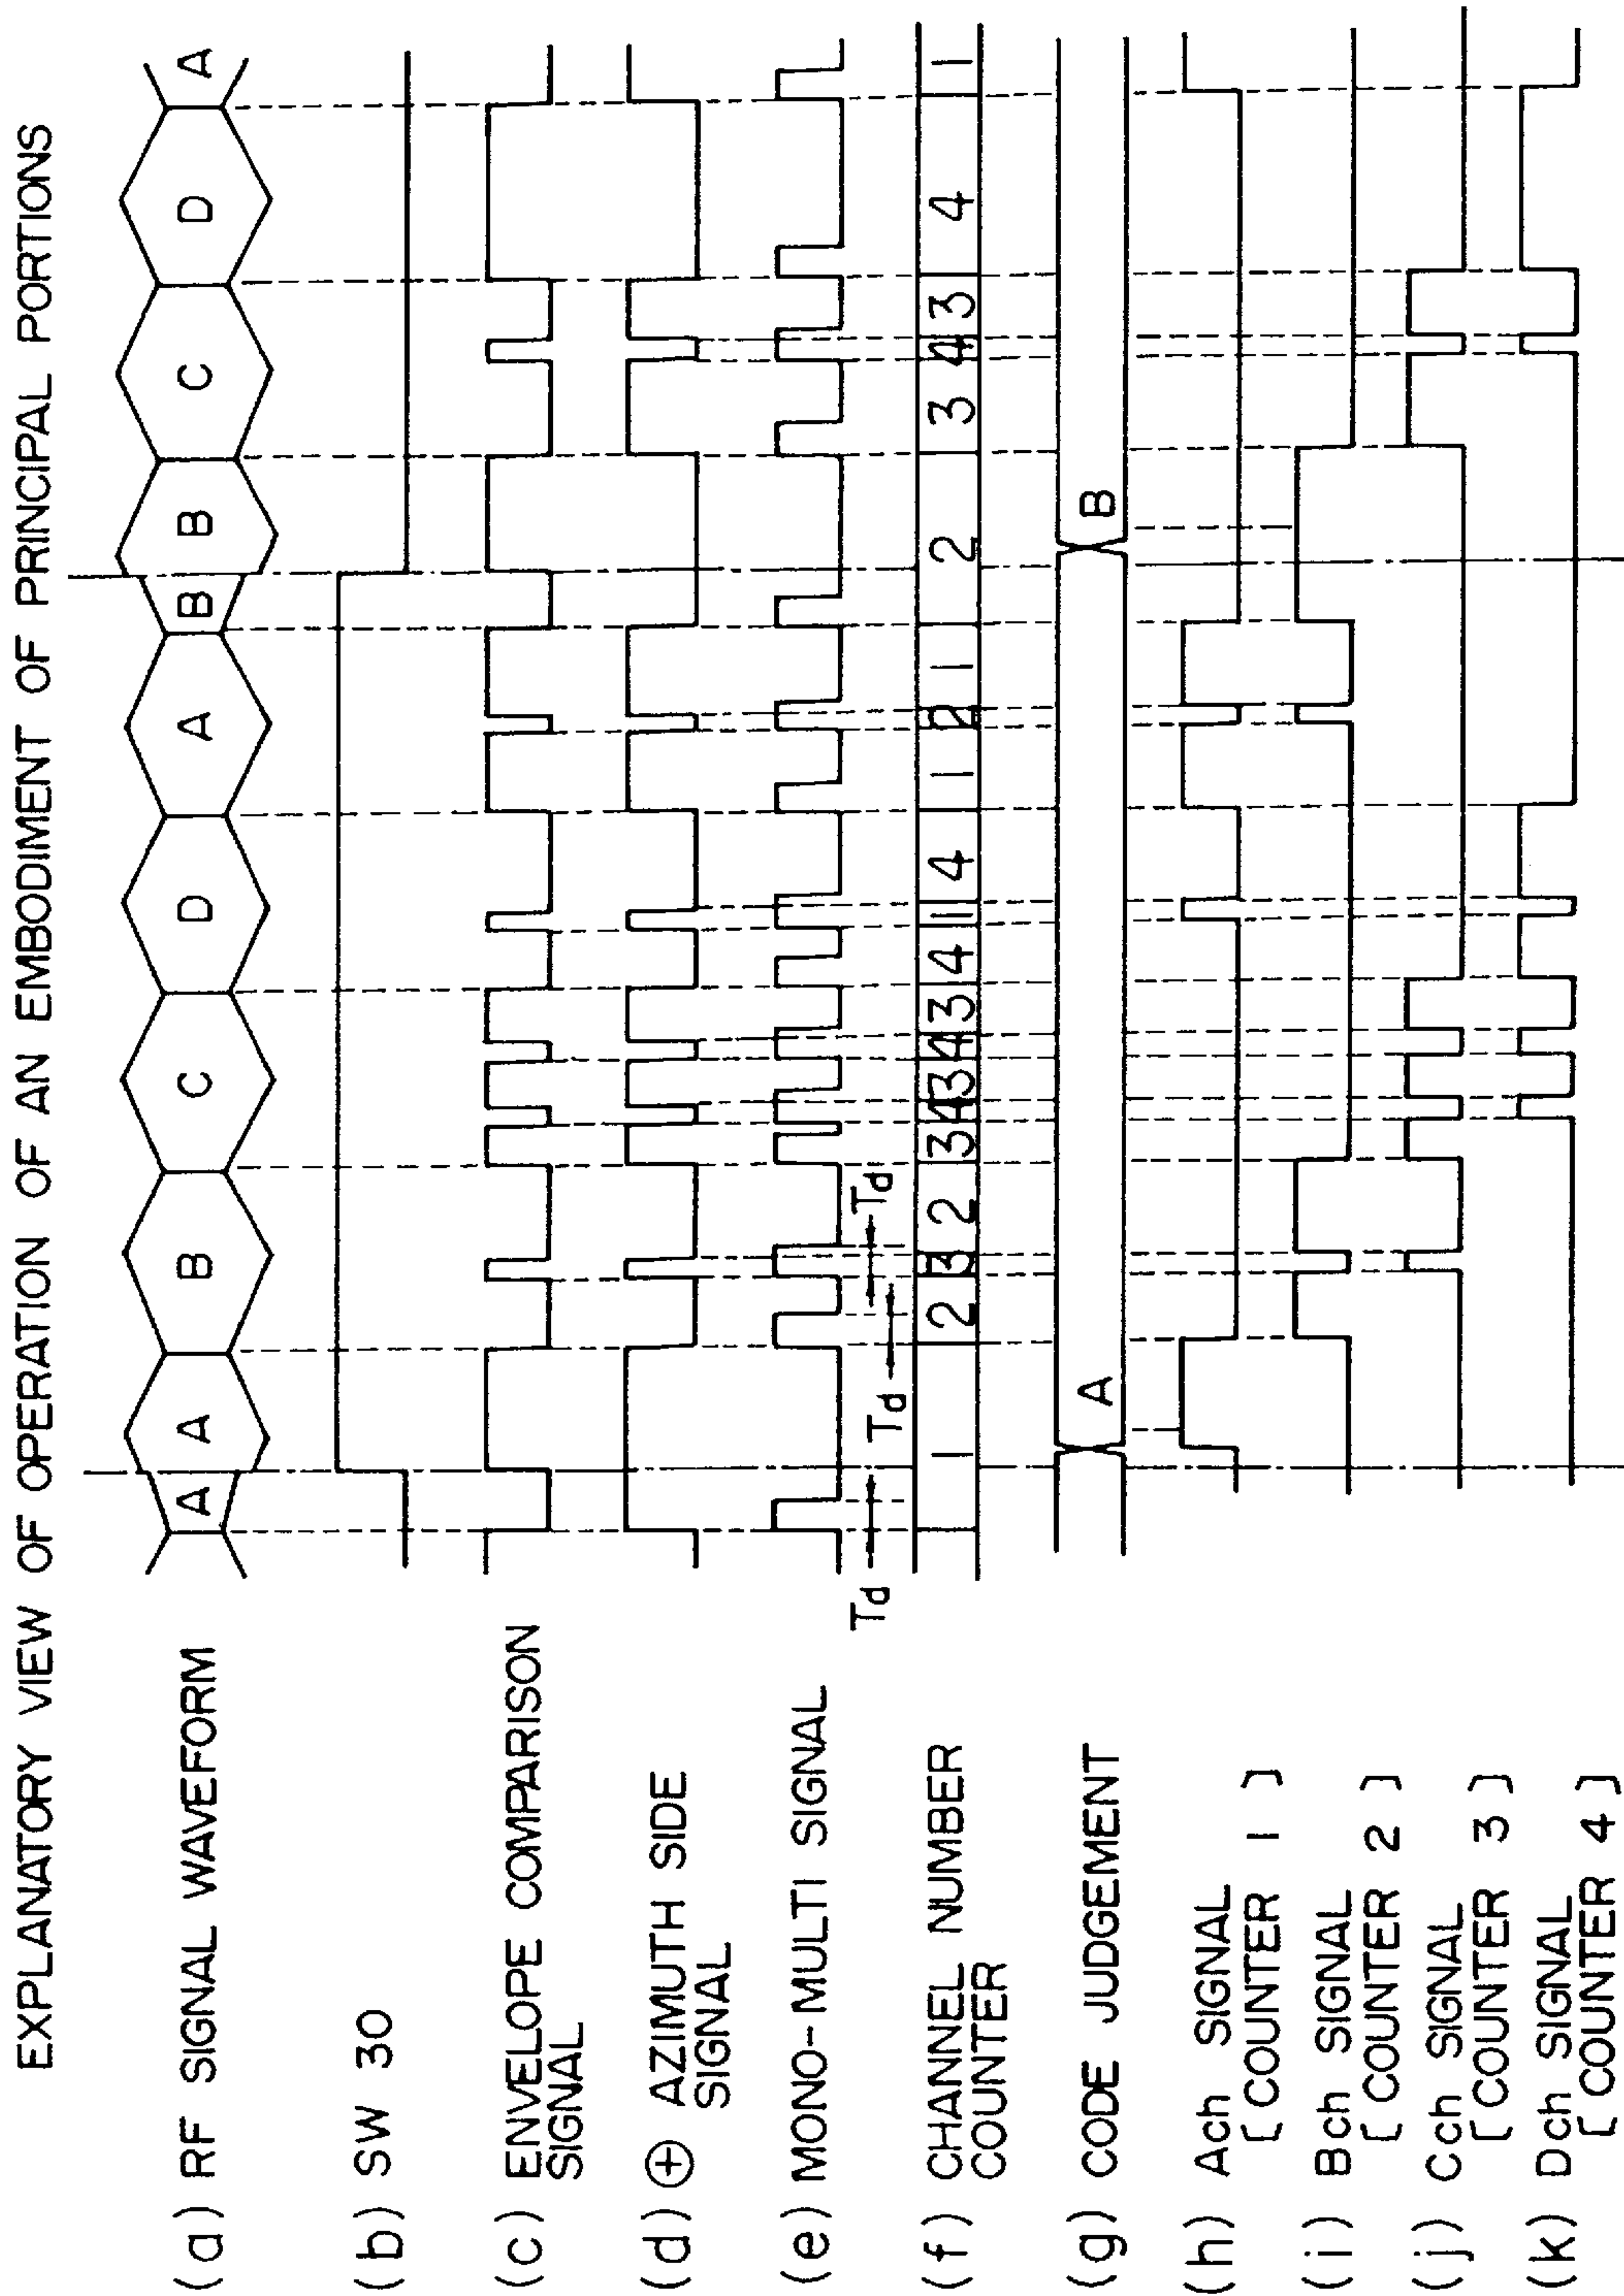 EXPLANATORY VIEW OF OPERATION OF AN EMBODIMENT OF PRINCIPAL PORTIONS
(a) RF SIGNAL WAVEFORM
A A B C D A B B C D A
(b) SW 30
(c) ENVELOPE COMPARISON
SIGNAL
(d) ⊕ AZIMUTH SIDE
SIGNAL
(e) MONO-MULTI SIGNAL
Td Td Td
(f) CHANNEL NUMBER
COUNTER
1 2 3 2 3 4 3 4 3 4 1 4 1 2 1 2 3 4 3 4 1
(g) CODE JUDGEMENT
A B
(h) Ach SIGNAL
[ COUNTER 1 ]
(i) Bch SIGNAL
[ COUNTER 2 ]
(j) Cch SIGNAL
[ COUNTER 3 ]
(k) Dch SIGNAL
[ COUNTER 4 ]